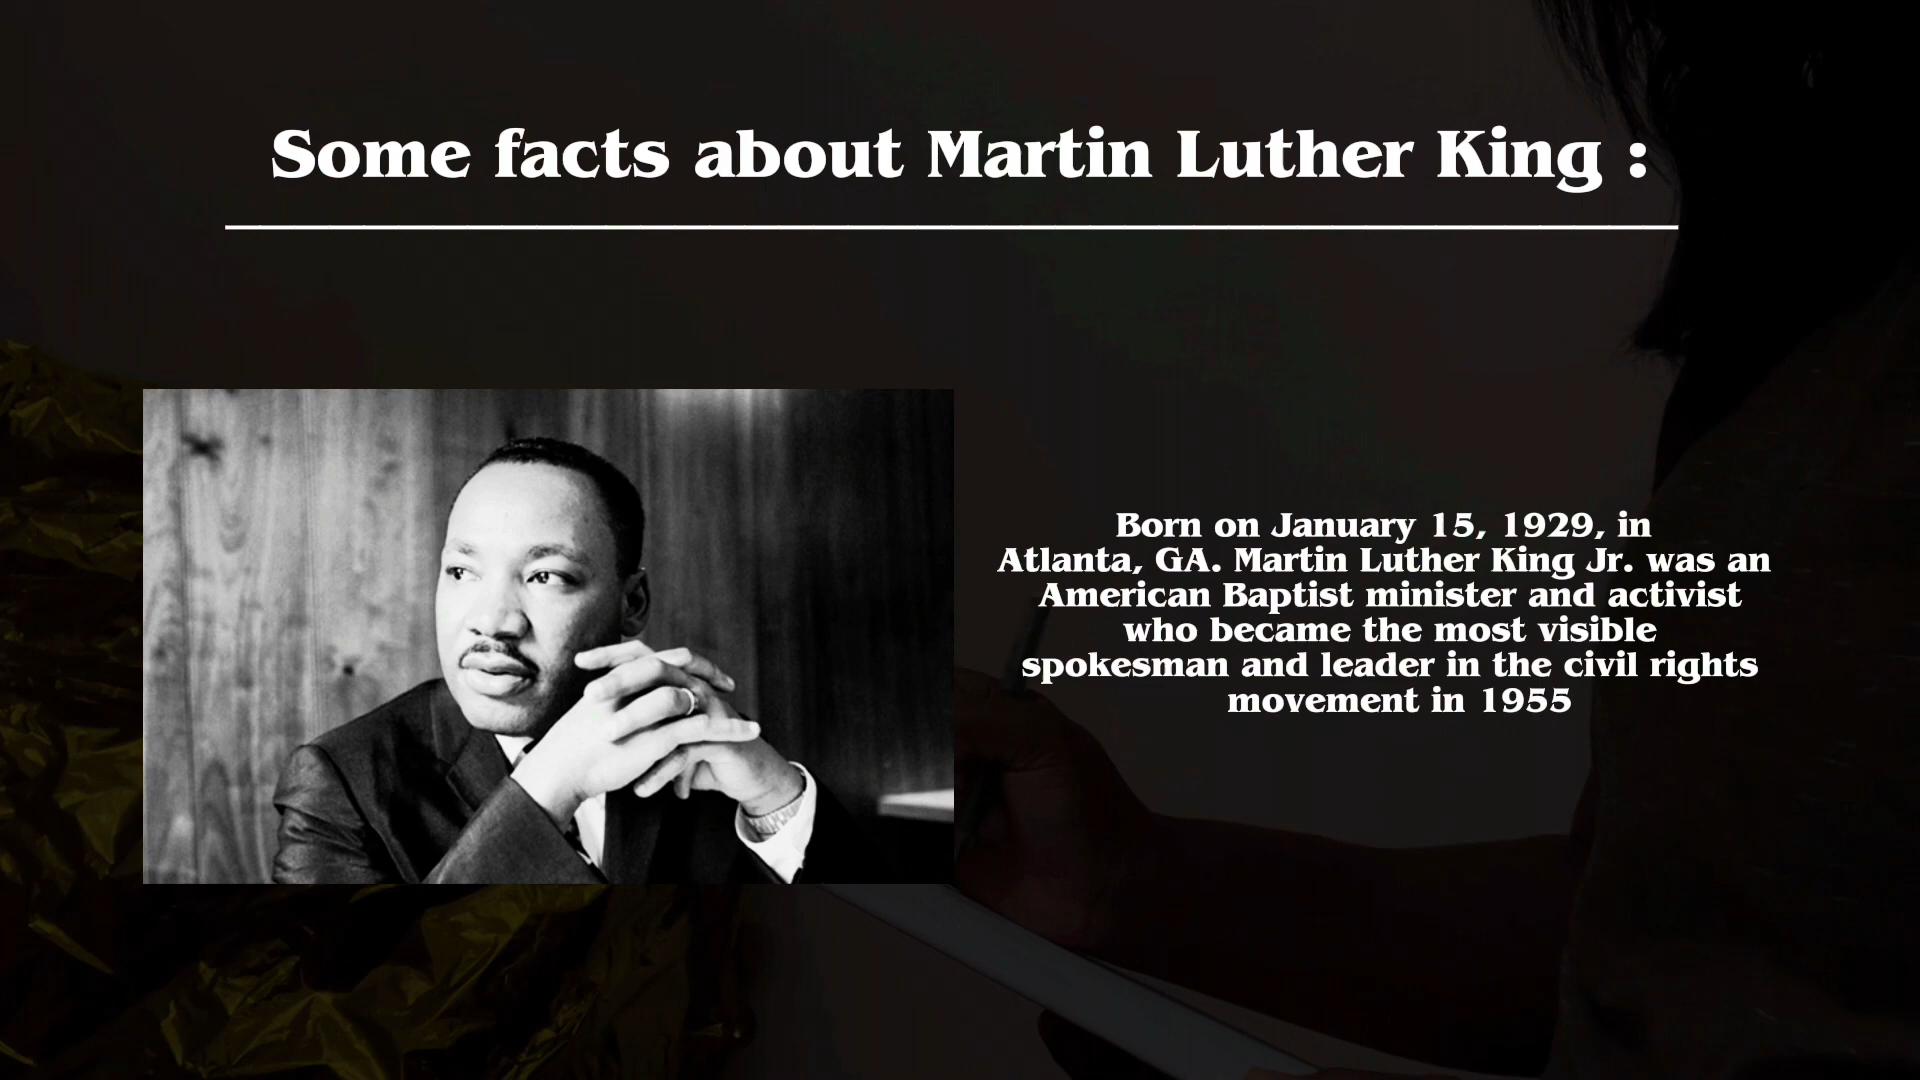 Some facts about Martin Luther King :
Born on January 15, 1929, in
Atlanta, GA. Martin Luther King Jr. was an
American Baptist minister and activist
who became the most visible
spokesman and leader in the civil rights
movement in 1955